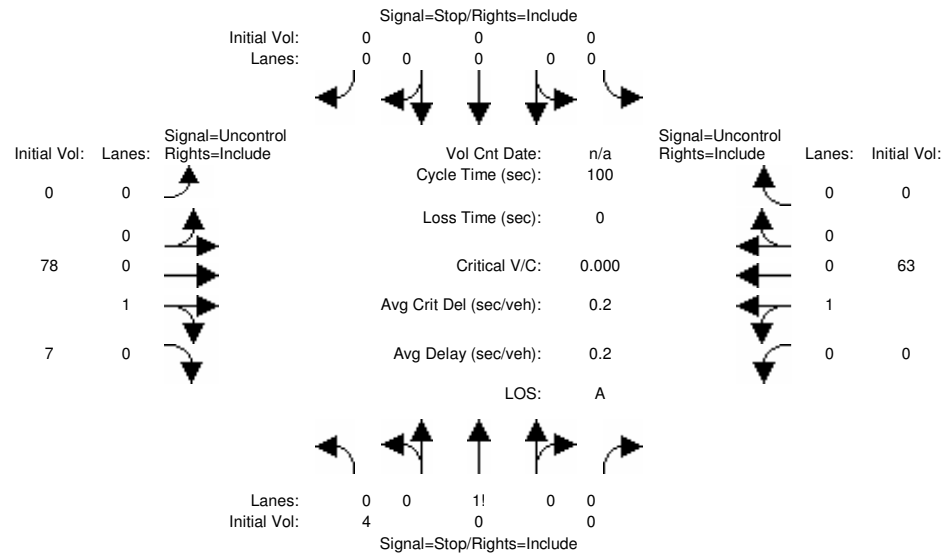 Signal=Stop/Rights=Include
Initial Vol: 0 0 0
Lanes: 0 0 0 0 0
Signal=Uncontrol Signal=Uncontrol
Initial Vol: Lanes: Rights=Include Vol Cnt Date: n/a Rights=Include Lanes: Initial Vol:
Cycle Time (sec): 100
0 0 0 0
Loss Time (sec): 0
0 0
78 0 Critical V/C: 0.000 0 63
1 Avg Crit Del (sec/veh): 0.2 1
7 0 Avg Delay (sec/veh): 0.2 0 0
LOS: A
Lanes: 0 0 1! 0 0
Initial Vol: 4 0 0
Signal=Stop/Rights=Include